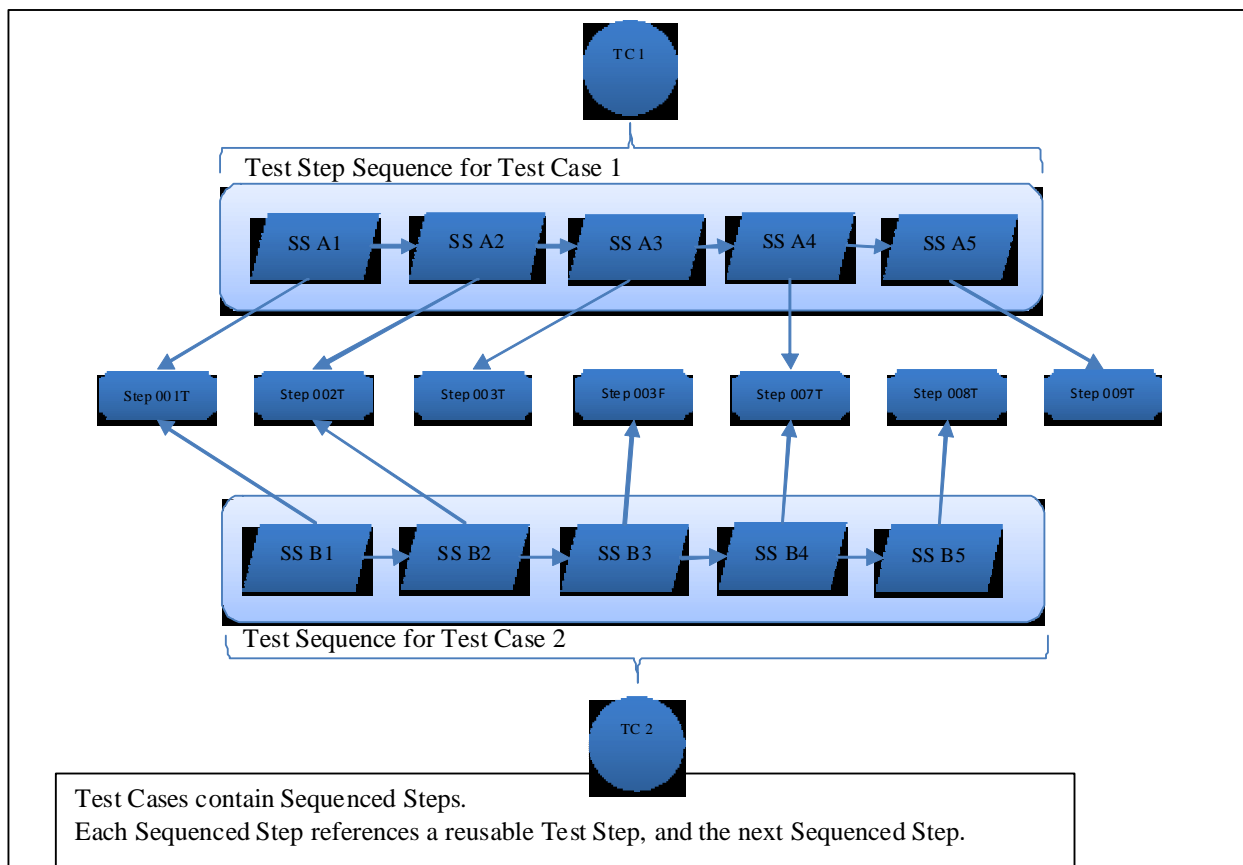 TC 1
Test Step Sequence for Test Case 1
SS A1 SS A2 SS A3 SS A4 SS A5
Step 001T Step 002T Step 003T Step 003F Step 007T Step 008T Step 009T
SS B1 SS B2 SS B3 SS B4 SS B5
Test Sequence for Test Case 2
TC 2
Test Cases contain Sequenced Steps.
Each Sequenced Step references a reusable Test Step, and the next Sequenced Step.